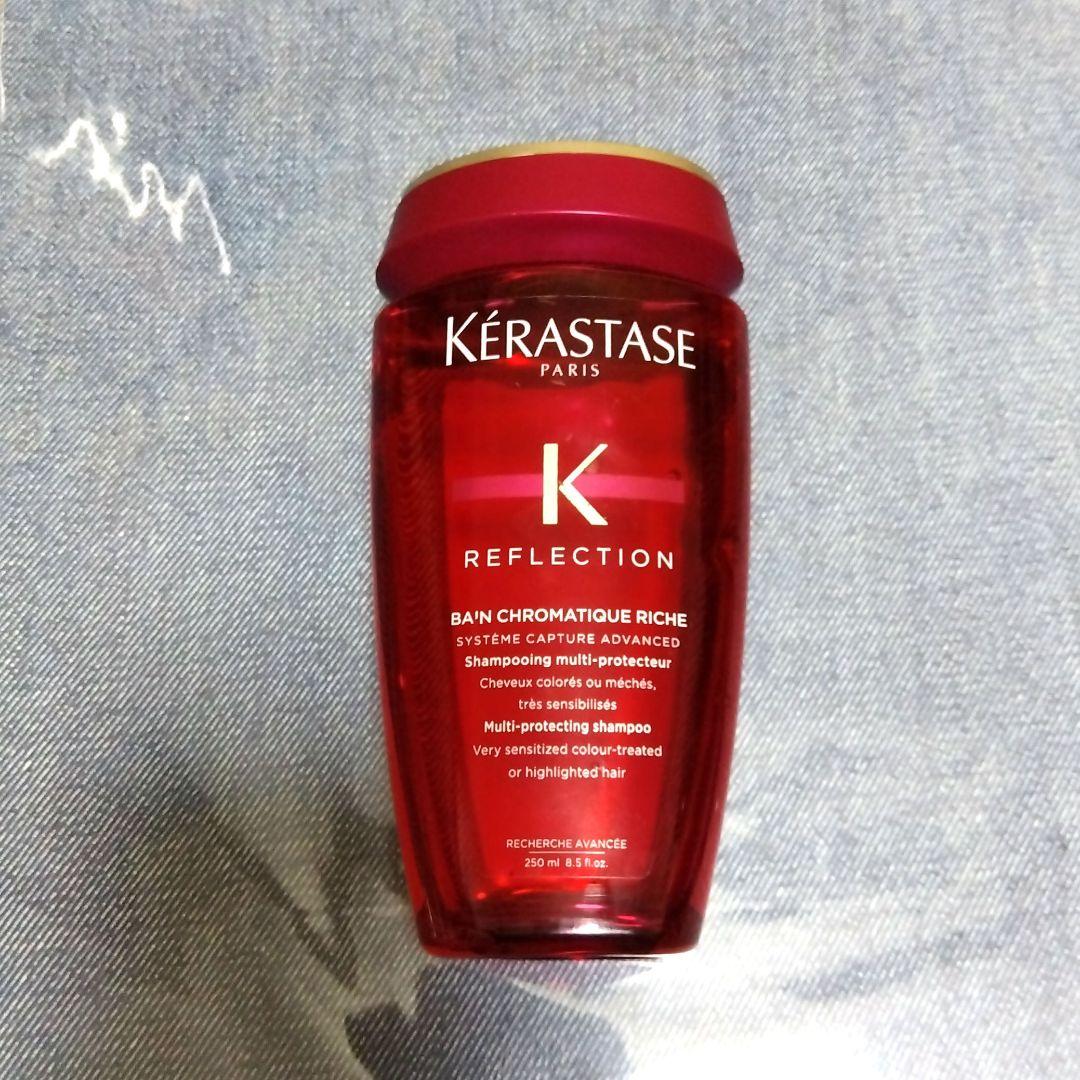 KÉRASTASE
PARIS
K
REFLECTION
BAIN CHROMATIQUE RICHE
SYSTÈME CAPTURE ADVANCED
Shampooing multi-protecteur
Cheveux colorés ou méchés,
très sensibilisés
Multi-protecting shampoo
Very sensitized colour-treated
or highlighted hair
RECHERCHE AVANCÉE
250 ml 8.5 fl.oz.